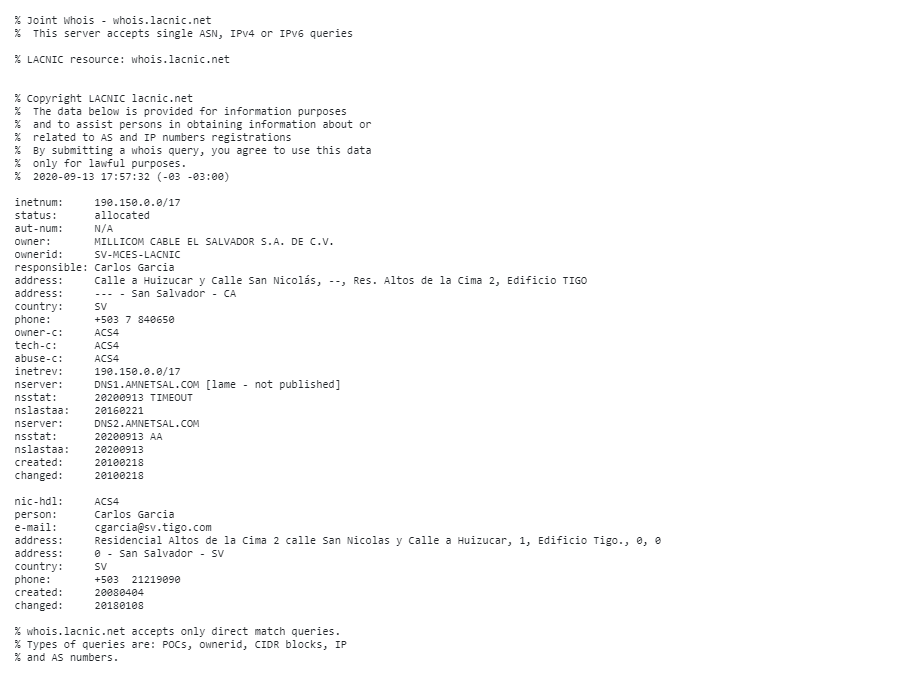 % Joint Whois - whois.lacnic.net
%  This server accepts single ASN, IPv4 or IPv6 queries
% LACNIC resource: whois.lacnic.net
% Copyright LACNIC lacnic.net
%  The data below is provided for information purposes
%  and to assist persons in obtaining information about or
%  related to AS and IP numbers registrations
%  By submitting a whois query, you agree to use this data
%  only for lawful purposes.
%  2020-09-13 17:57:32 (-03 -03:00)
inetnum:     190.150.0.0/17
status:      allocated
aut-num:     N/A
owner:       MILLICOM CABLE EL SALVADOR S.A. DE C.V.
ownerid:     SV-MCES-LACNIC
responsible: Carlos Garcia
address:     Calle a Huizucar y Calle San Nicolás, --, Res. Altos de la Cima 2, Edificio TIGO
address:     --- - San Salvador - CA
country:     SV
phone:       +503 7 840650
owner-c:     ACS4
tech-c:      ACS4
abuse-c:     ACS4
inetrev:     190.150.0.0/17
nserver:     DNS1.AMNETSAL.COM [lame - not published]
nsstat:      20200913 TIMEOUT
nslastaa:    20160221
nserver:     DNS2.AMNETSAL.COM
nsstat:      20200913 AA
nslastaa:    20200913
created:     20100218
changed:     20100218
nic-hdl:     ACS4
person:      Carlos Garcia
e-mail:      cgarcia@sv.tigo.com
address:     Residencial Altos de la Cima 2 calle San Nicolas y Calle a Huizucar, 1, Edificio Tigo., 0, 0
address:     0 - San Salvador - SV
country:     SV
phone:       +503  21219090
created:     20080404
changed:     20180108
% whois.lacnic.net accepts only direct match queries.
% Types of queries are: POCs, ownerid, CIDR blocks, IP
% and AS numbers.